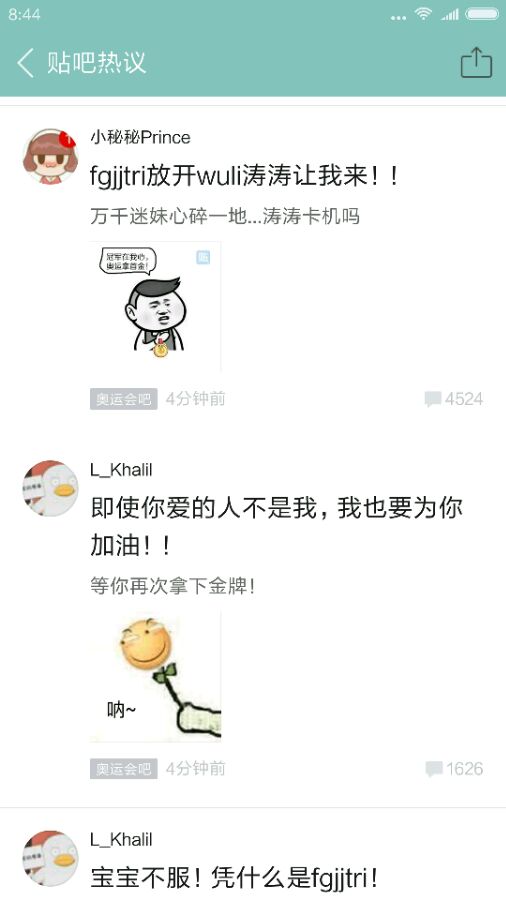 8:44
贴吧热议
小秘秘Prince
fgjjtri放开wuli涛涛让我来！！
万千迷妹心碎一地...涛涛卡机吗
冠军在我心,
奥运拿首金!
贴
奥运会吧 4分钟前 4524
L_Khalil
即使你爱的人不是我，我也要为你
加油！！
等你再次拿下金牌！
呐~
奥运会吧 4分钟前 1626
L_Khalil
宝宝不服！凭什么是fgjjtri！